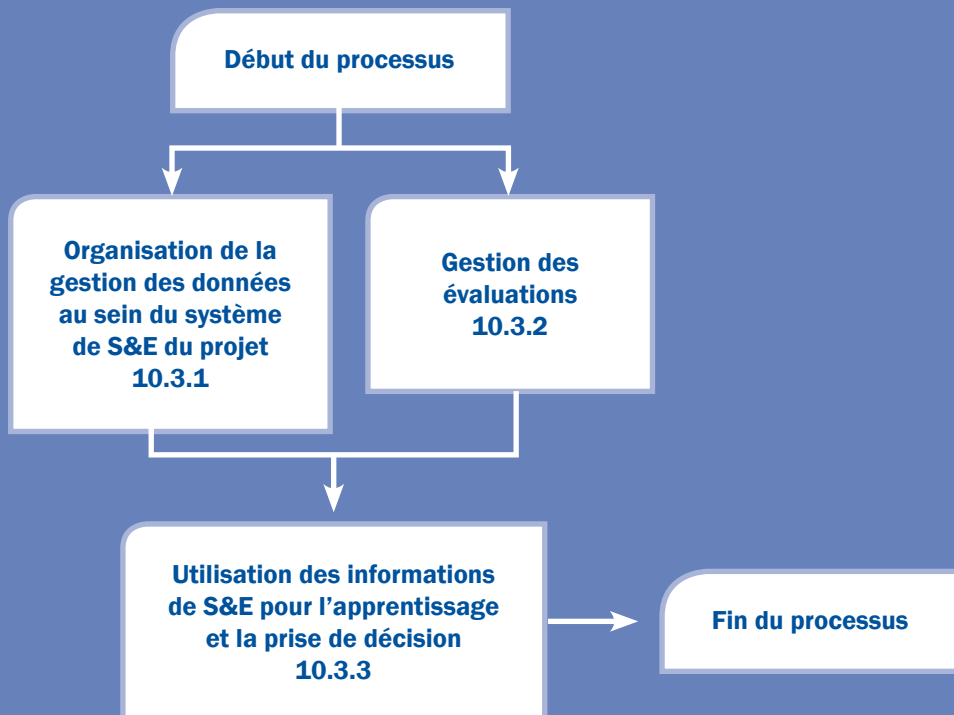 Début du processus
Organisation de la
gestion des données
au sein du système
de S&E du projet
10.3.1
Gestion des
évaluations
10.3.2
Utilisation des informations
de S&E pour l'apprentissage
et la prise de décision
10.3.3
Fin du processus